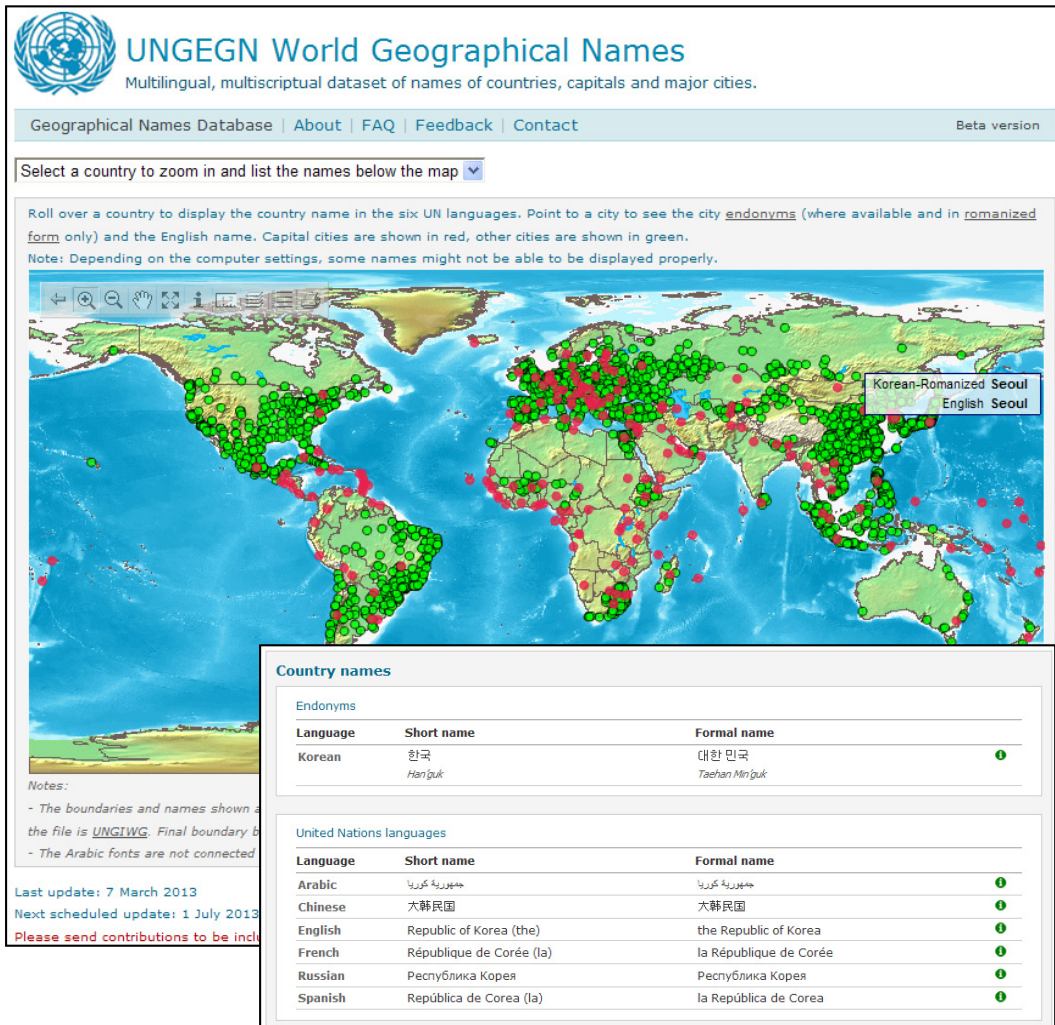 UNGEGN World Geographical Names
Multilingual, multiscriptual dataset of names of countries, capitals and major cities.
Geographical Names Database | About | FAQ | Feedback | Contact Beta version
Select a country to zoom in and list the names below the map
Roll over a country to display the country name in the six UN languages. Point to a city to see the city endonyms (where available and in romanized
form only) and the English name. Capital cities are shown in red, other cities are shown in green.
Note: Depending on the computer settings, some names might not be able to be displayed properly.
Korean-Romanized Seoul
English Seoul
Notes:
- The boundaries and names shown a
the file is UNGIWG. Final boundary b
- The Arabic fonts are not connected
Last update: 7 March 2013
Next scheduled update: 1 July 2013
Please send contributions to be inclu
Country names
Endonyms
Language Short name Formal name
Korean 한국 대한 민국
Han'guk Taehan Min'guk
United Nations languages
Language Short name Formal name
Arabic جمهورية كوريا جمهورية كوريا
Chinese 大韩民国 大韩民国
English Republic of Korea (the) the Republic of Korea
French République de Corée (la) la République de Corée
Russian Республика Корея Республика Корея
Spanish República de Corea (la) la República de Corea